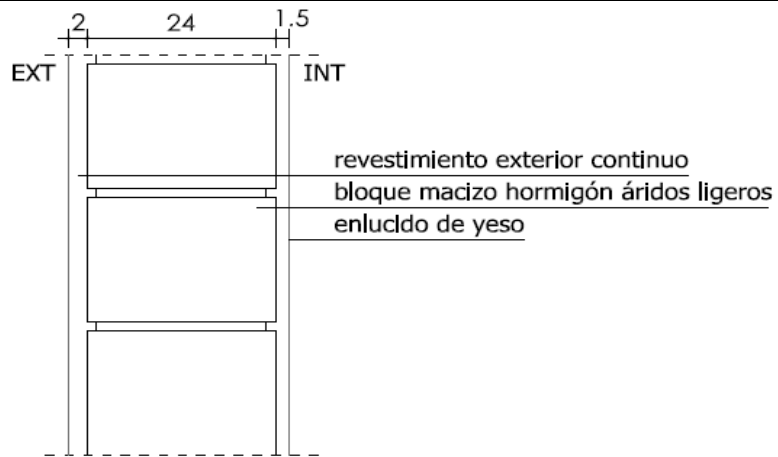 2 24 1.5
EXT INT
revestimiento exterior continuo
bloque macizo hormigón áridos ligeros
enlucido de yeso